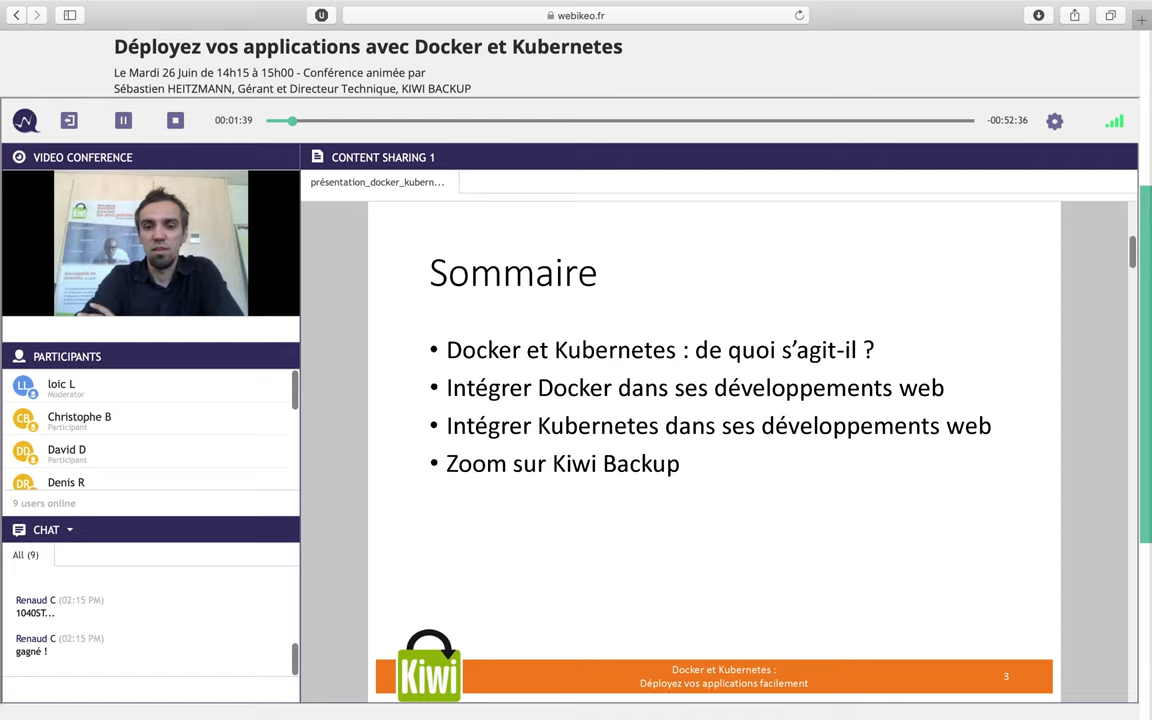 webikeo.fr
Déployez vos applications avec Docker et Kubernetes
Le Mardi 26 Juin de 14h15 à 15h00 - Conférence animée par
Sébastien HEITZMANN, Gérant et Directeur Technique, KIWI BACKUP
00:01:39
-00:52:36
VIDEO CONFERENCE
Kiwi
PARTICIPANTS
LL
loic L
Moderator
CB
Christophe B
Participant
DD
David D
Participant
DR
Denis R
9 users online
CHAT
All (9)
Renaud C (02:15 PM)
1040ST...
Renaud C (02:15 PM)
gagné !
CONTENT SHARING 1
présentation_docker_kubern...
Sommaire
• Docker et Kubernetes : de quoi s’agit-il ?
• Intégrer Docker dans ses développements web
• Intégrer Kubernetes dans ses développements web
• Zoom sur Kiwi Backup
Kiwi
Docker et Kubernetes :
Déployez vos applications facilement
3